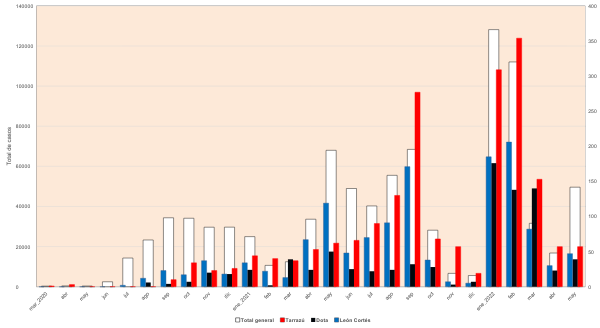 140000
120000
100000
80000
60000
40000
20000
0
Total de casos
400
350
300
250
200
150
100
50
0
mar_2020
abr
may
jun
jul
ago
sep
oct
nov
dic
ene_2021
feb
mar
abr
may
jun
jul
ago
sep
oct
nov
dic
ene_2022
feb
mar
abr
may
Total general Tarrazú Dota León Cortés